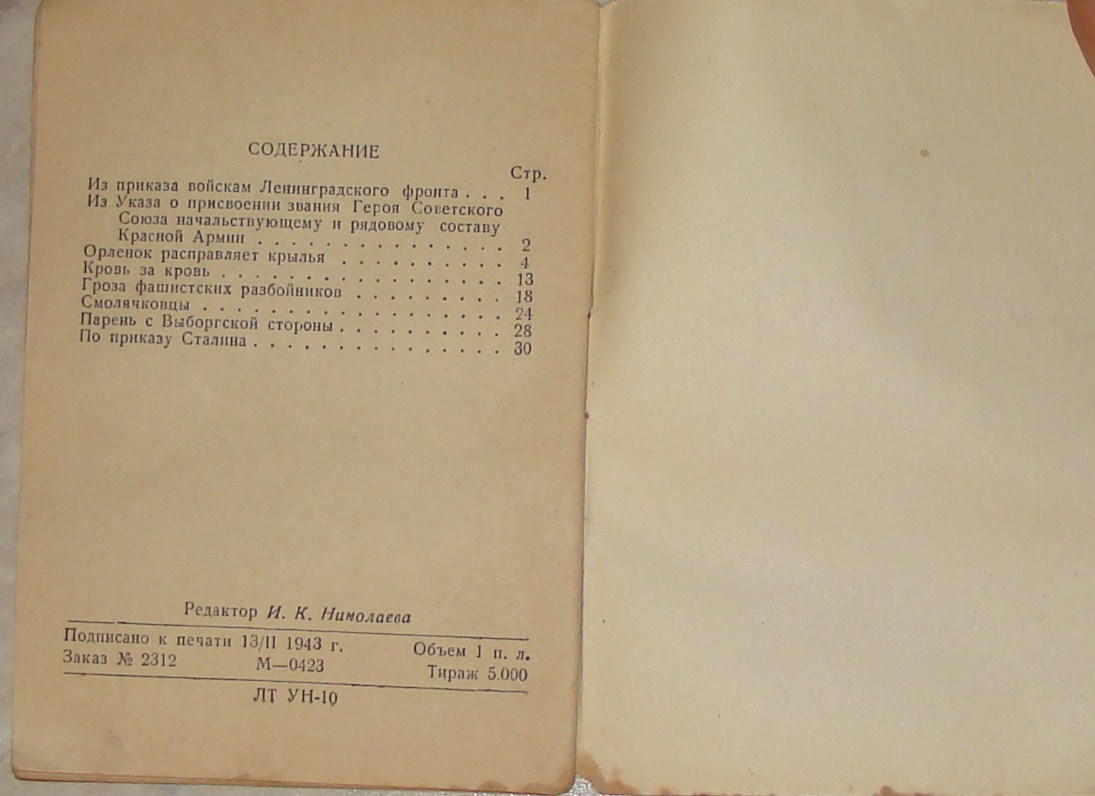 СОДЕРЖАНИЕ
Стр.
Из приказа войскам Ленинградского фронта . . . 1
Из Указа о присвоении звания Героя Советского
Союза начальствующему и рядовому составу
Красной Армии . . . . . . . . . . . . . . . 2
Орленок расправляет крылья . . . . . . . . . . 4
Кровь за кровь . . . . . . . . . . . . . . . . . 13
Гроза фашистских разбойников . . . . . . . . . 18
Смолячковцы . . . . . . . . . . . . . . . . . . 24
Парень с Выборгской стороны . . . . . . . . . . 28
По приказу Сталина . . . . . . . . . . . . . . . 30
Редактор И. К. Николаева
Подписано к печати 13/II 1943 г. Объем 1 п. л.
Заказ № 2312 М—0423 Тираж 5.000
ЛТ УН-10